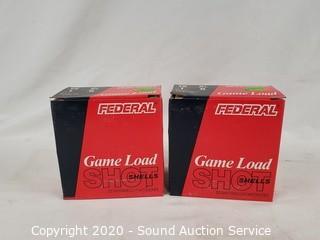 Game Load
FEDERAL
Game Load
SHOT
SHELLS
FEDERAL
Game Load
SHOT
SHELLS
Copyright 2020 - Sound Auction Service